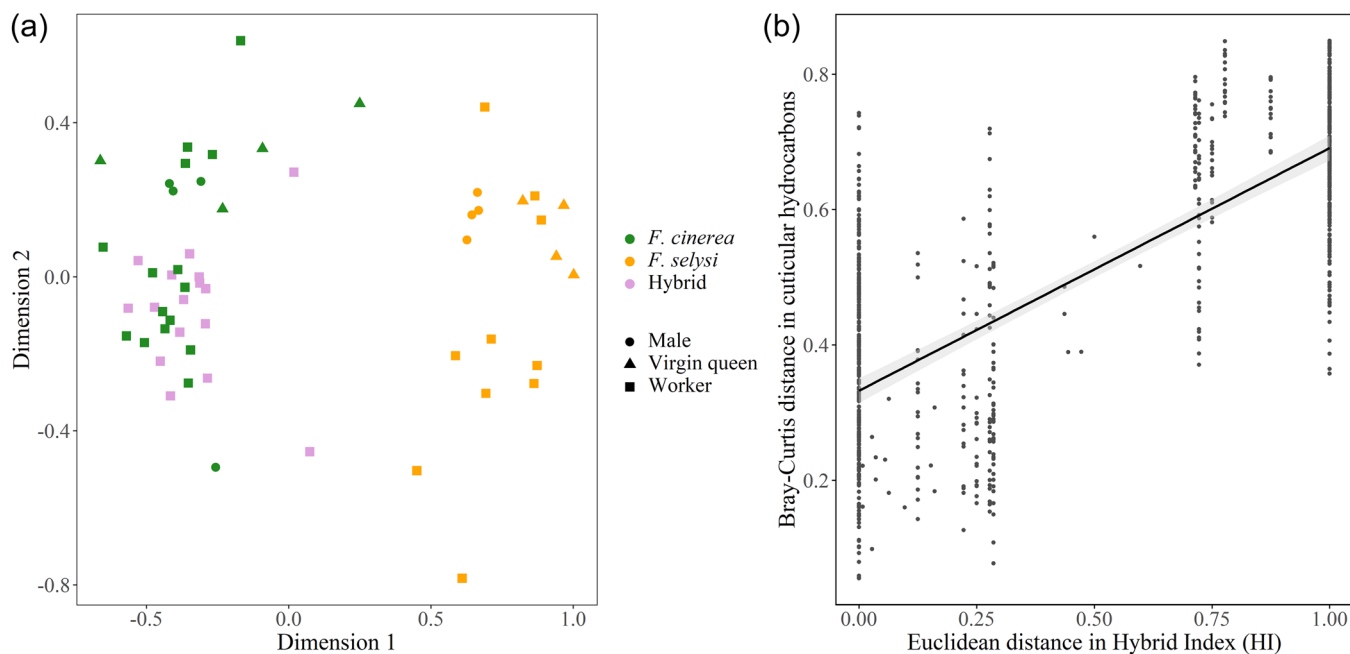 (a)
Dimension 2
0.4
0.0
-0.4
-0.8
-0.5
0.0
0.5
1.0
Dimension 1
F. cinerea
F. selysi
Hybrid
Male
Virgin queen
Worker
(b)
Bray-Curtis distance in cuticular hydrocarbons
0.8
0.6
0.4
0.2
0.00
0.25
0.50
0.75
1.00
Euclidean distance in Hybrid Index (HI)